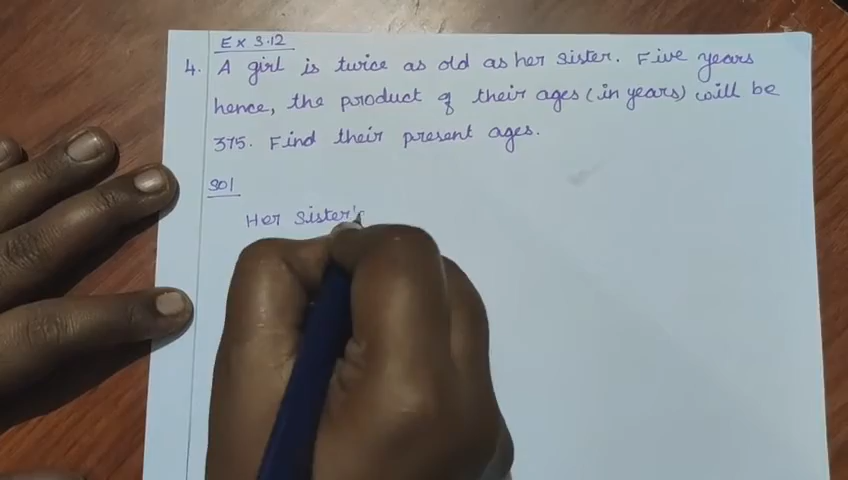 Ex 3.12
4. A girl is twice as old as her sister. Five years
hence, the product of their ages (in years) will be
375. Find their present ages.
Sol
Her sister's